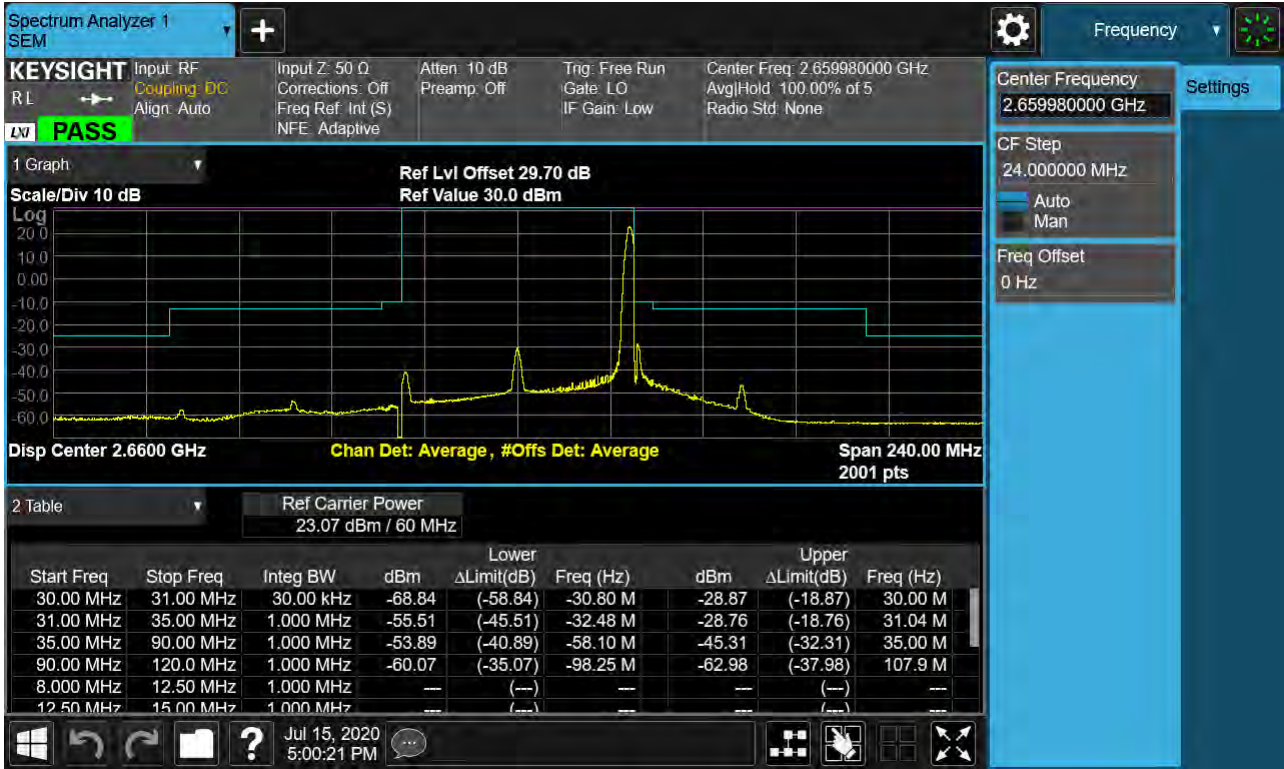 Spectrum Analyzer 1
SEM
Frequency
KEYSIGHT
RL
LXI PASS
Input: RF
Coupling: DC
Align: Auto
Input Z: 50 Ω
Corrections: Off
Freq Ref: Int (S)
NFE: Adaptive
Atten: 10 dB
Preamp: Off
Trig: Free Run
Gate: LO
IF Gain: Low
Center Freq: 2.659980000 GHz
Avg|Hold: 100.00% of 5
Radio Std: None
Center Frequency
2.659980000 GHz
Settings
CF Step
24.000000 MHz
Auto
Man
Freq Offset
0 Hz
1 Graph
Scale/Div 10 dB
Ref Lvl Offset 29.70 dB
Ref Value 30.0 dBm
Log
20.0
10.0
0.00
-10.0
-20.0
-30.0
-40.0
-50.0
-60.0
Disp Center 2.6600 GHz
Chan Det: Average, #Offs Det: Average
Span 240.00 MHz
2001 pts
2 Table
Ref Carrier Power
23.07 dBm / 60 MHz
Lower Upper
Start Freq Stop Freq Integ BW dBm ΔLimit(dB) Freq (Hz) dBm ΔLimit(dB) Freq (Hz)
30.00 MHz 31.00 MHz 30.00 kHz -68.84 (-58.84) -30.80 M -28.87 (-18.87) 30.00 M
31.00 MHz 35.00 MHz 1.000 MHz -55.51 (-45.51) -32.48 M -28.76 (-18.76) 31.04 M
35.00 MHz 90.00 MHz 1.000 MHz -53.89 (-40.89) -58.10 M -45.31 (-32.31) 35.00 M
90.00 MHz 120.0 MHz 1.000 MHz -60.07 (-35.07) -98.25 M -62.98 (-37.98) 107.9 M
8.000 MHz 12.50 MHz 1.000 MHz --- (---) --- --- (---) ---
12.50 MHz 15.00 MHz 1.000 MHz --- (---) --- --- (---) ---
?
Jul 15, 2020
5:00:21 PM